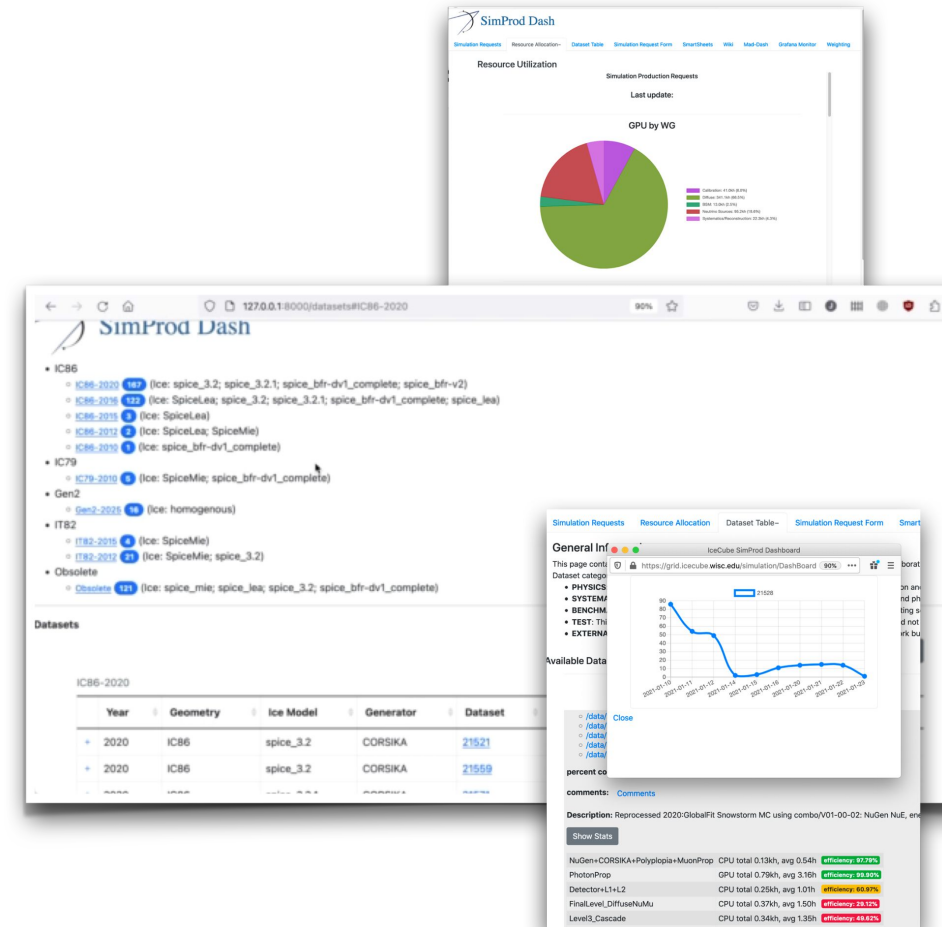 SimProd Dash
Simulation Requests Resource Allocation~ Dataset Table Simulation Request Form SmartSheets Wiki Mad-Dash Grafana Monitor Weighting
Resource Utilization
Simulation Production Requests
Last update:
GPU by WG
127.0.0.1:8000/datasets#IC86-2020 90%
SimProd Dash
• IC86
IC86-2020 167 (Ice: spice_3.2; spice_3.2.1; spice_bfr-dv1_complete; spice_bfr-v2)
IC86-2016 122 (Ice: SpiceLea; spice_3.2; spice_3.2.1; spice_bfr-dv1_complete; spice_lea)
IC86-2015 3 (Ice: SpiceLea)
IC86-2012 2 (Ice: SpiceLea; SpiceMie)
IC86-2010 1 (Ice: spice_bfr-dv1_complete)
• IC79
IC79-2010 5 (Ice: SpiceMie; spice_bfr-dv1_complete)
• Gen2
Gen2-2025 16 (Ice: homogenous)
• IT82
IT82-2015 4 (Ice: SpiceMie)
IT82-2012 21 (Ice: SpiceMie; spice_3.2)
• Obsolete
Obsolete 121 (Ice: spice_mie; spice_lea; spice_3.2; spice_bfr-dv1_complete)
Datasets
IC86-2020
Year Geometry Ice Model Generator Dataset
+ 2020 IC86 spice_3.2 CORSIKA 21521
+ 2020 IC86 spice_3.2 CORSIKA 21559
Simulation Requests Resource Allocation Dataset Table~ Simulation Request Form Smart
General Inf
This page conta
Dataset catego
• PHYSICS
• SYSTEMA
• BENCHM
• TEST: Thi
• EXTERNA
Available Data
IceCube SimProd Dashboard
https://grid.icecube.wisc.edu/simulation/DashBoard 90%
21528
90
80
70
60
50
40
30
20
10
0
2021-01-10 2021-01-11 2021-01-12 2021-01-14 2021-01-15 2021-01-16 2021-01-20 2021-01-21 2021-01-22 2021-01-23
Close
/data/
/data/
/data/
/data/
/data/
percent co
comments: Comments
Description: Reprocessed 2020:GlobalFit Snowstorm MC using combo/V01-00-02: NuGen NuE, ene
Show Stats
NuGen+CORSIKA+Polyplopia+MuonProp CPU total 0.13kh, avg 0.54h efficiency: 97.79%
PhotonProp GPU total 0.79kh, avg 3.16h efficiency: 99.90%
Detector+L1+L2 CPU total 0.25kh, avg 1.01h efficiency: 60.97%
FinalLevel_DiffuseNuMu CPU total 0.37kh, avg 1.50h efficiency: 29.12%
Level3_Cascade CPU total 0.34kh, avg 1.35h efficiency: 49.62%